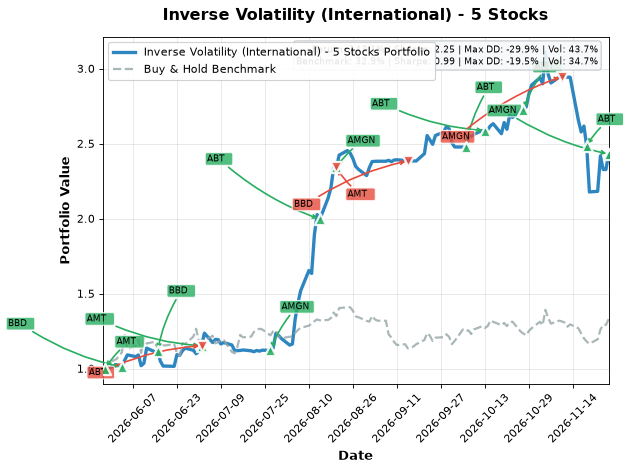 Inverse Volatility (International) - 5 Stocks
Inverse Volatility (International) - 5 Stocks Portfolio
Buy & Hold Benchmark
2.25 | Max DD: -29.9% | Vol: 43.7%
Benchmark: 32.9% | Sharpe: 0.99 | Max DD: -19.5% | Vol: 34.7%
3.0
2.5
2.0
1.5
1.0
Portfolio Value
ABT
ABT
AMGN
ABT
AMGN
AMGN
ABT
AMT
BBD
BBD
AMGN
AMT
BBD
AMT
2026-06-07
2026-06-23
2026-07-09
2026-07-25
2026-08-10
2026-08-26
2026-09-11
2026-09-27
2026-10-13
2026-10-29
2026-11-14
Date